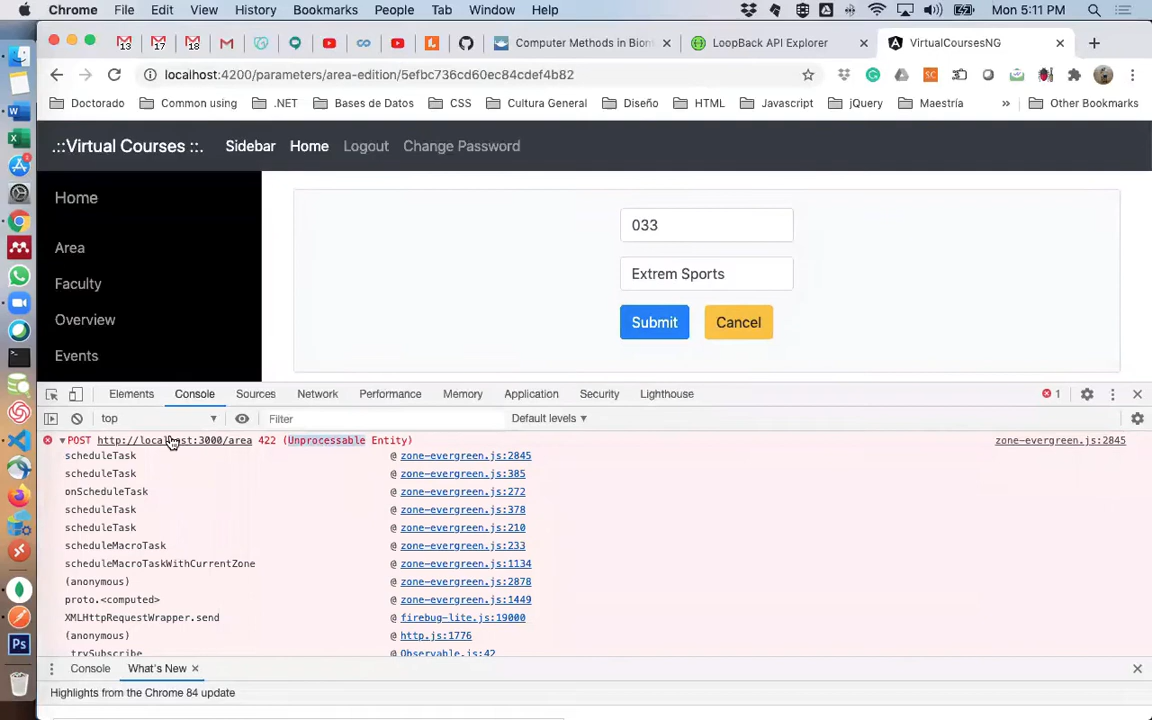 Chrome File Edit View History Bookmarks People Tab Window Help Mon 5:11 PM
13 17 18 Computer Methods in Biom × LoopBack API Explorer × VirtualCoursesNG × +
localhost:4200/parameters/area-edition/5efbc736cd60ec84cdef4b82
Doctorado Common using .NET Bases de Datos CSS Cultura General Diseño HTML Javascript jQuery Maestría » Other Bookmarks
.::Virtual Courses ::. Sidebar Home Logout Change Password
Home
033
Area
Extrem Sports
Faculty
Overview
Submit Cancel
Events
Elements Console Sources Network Performance Memory Application Security Lighthouse 1
top Filter Default levels
POST http://localhost:3000/area 422 (Unprocessable Entity) zone-evergreen.js:2845
scheduleTask @ zone-evergreen.js:2845
scheduleTask @ zone-evergreen.js:385
onScheduleTask @ zone-evergreen.js:272
scheduleTask @ zone-evergreen.js:378
scheduleTask @ zone-evergreen.js:210
scheduleMacroTask @ zone-evergreen.js:233
scheduleMacroTaskWithCurrentZone @ zone-evergreen.js:1134
(anonymous) @ zone-evergreen.js:2878
proto.<computed> @ zone-evergreen.js:1449
XMLHttpRequestWrapper.send @ firebug-lite.js:19000
(anonymous) @ http.js:1776
_trySubscribe @ Observable.js:42
Console What's New ×
Highlights from the Chrome 84 update